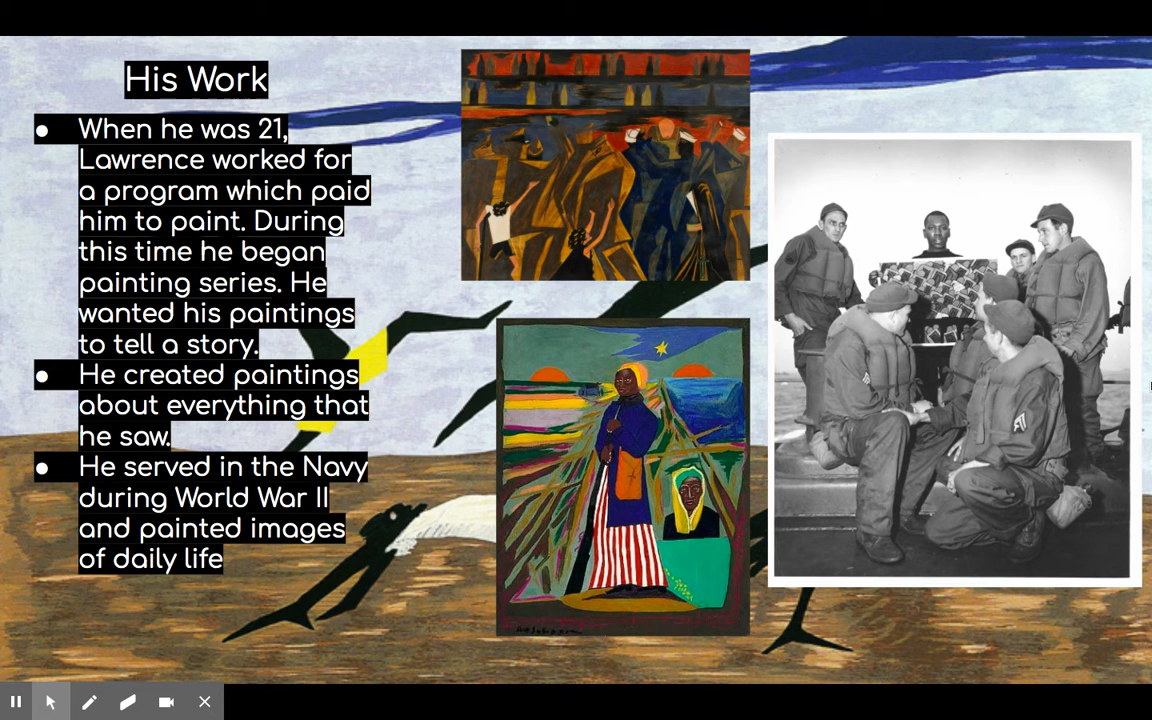 His Work
● When he was 21,
Lawrence worked for
a program which paid
him to paint. During
this time he began
painting series. He
wanted his paintings
to tell a story.
● He created paintings
about everything that
he saw.
● He served in the Navy
during World War II
and painted images
of daily life